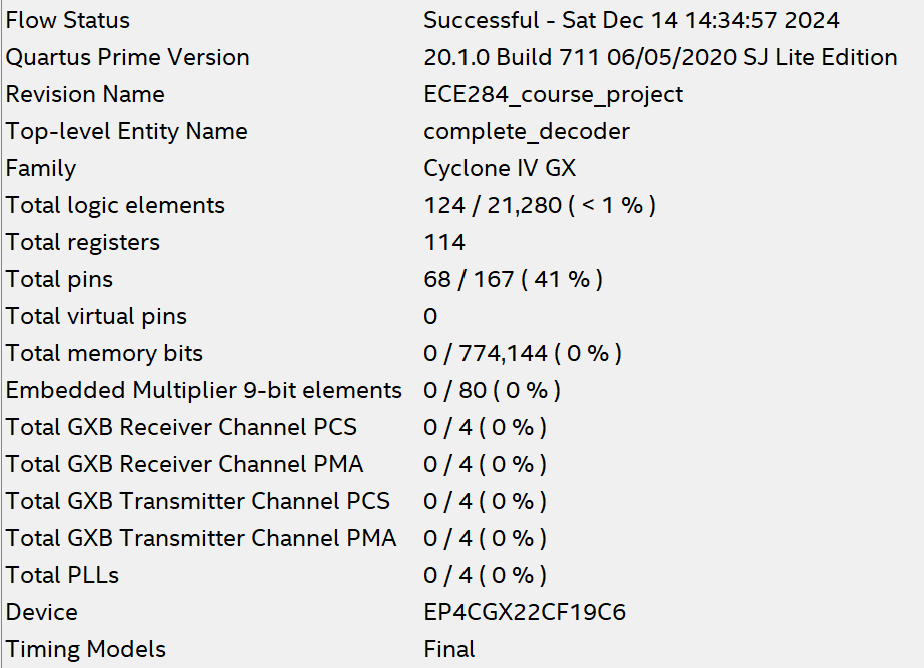 Flow Status Successful - Sat Dec 14 14:34:57 2024
Quartus Prime Version 20.1.0 Build 711 06/05/2020 SJ Lite Edition
Revision Name ECE284_course_project
Top-level Entity Name complete_decoder
Family Cyclone IV GX
Total logic elements 124 / 21,280 ( < 1 % )
Total registers 114
Total pins 68 / 167 ( 41 % )
Total virtual pins 0
Total memory bits 0 / 774,144 ( 0 % )
Embedded Multiplier 9-bit elements 0 / 80 ( 0 % )
Total GXB Receiver Channel PCS 0 / 4 ( 0 % )
Total GXB Receiver Channel PMA 0 / 4 ( 0 % )
Total GXB Transmitter Channel PCS 0 / 4 ( 0 % )
Total GXB Transmitter Channel PMA 0 / 4 ( 0 % )
Total PLLs 0 / 4 ( 0 % )
Device EP4CGX22CF19C6
Timing Models Final